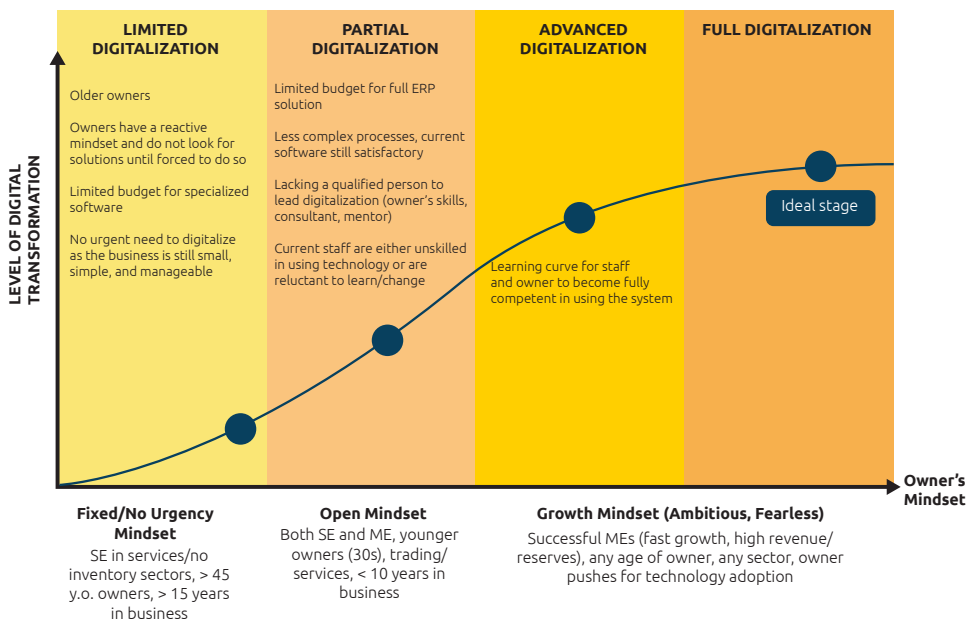 LIMITED
DIGITALIZATION
PARTIAL
DIGITALIZATION
ADVANCED
DIGITALIZATION
FULL DIGITALIZATION
LEVEL OF DIGITAL
TRANSFORMATION
Older owners
Owners have a reactive
mindset and do not look for
solutions until forced to do so
Limited budget for specialized
software
No urgent need to digitalize
as the business is still small,
simple, and manageable
Limited budget for full ERP
solution
Less complex processes, current
software still satisfactory
Lacking a qualified person to
lead digitalization (owner's skills,
consultant, mentor)
Current staff are either unskilled
in using technology or are
reluctant to learn/change
Learning curve for staff
and owner to become fully
competent in using the system
Ideal stage
Owner's
Mindset
Fixed/No Urgency
Mindset
SE in services/no
inventory sectors, > 45
y.o. owners, > 15 years
in business
Open Mindset
Both SE and ME, younger
owners (30s), trading/
services, < 10 years in
business
Growth Mindset (Ambitious, Fearless)
Successful MEs (fast growth, high revenue/
reserves), any age of owner, any sector, owner
pushes for technology adoption